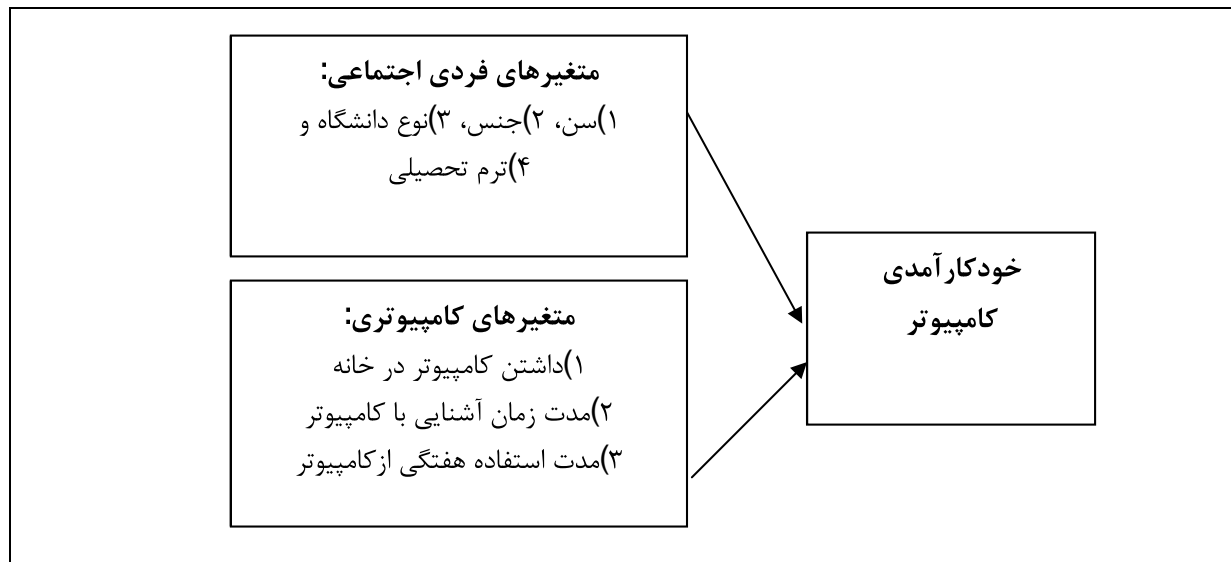 متغیرهای فردی اجتماعی:
۱)سن، ۲)جنس، ۳)نوع دانشگاه و
۴)ترم تحصیلی
متغیرهای کامپیوتری:
۱)داشتن کامپیوتر در خانه
۲)مدت زمان آشنایی با کامپیوتر
۳)مدت استفاده هفتگی ازکامپیوتر
خودکارآمدی
کامپیوتر